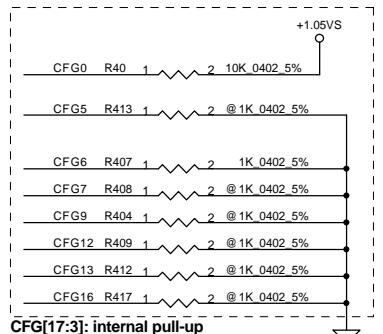 +1.05VS
CFG0 R40 1 2 10K_0402_5%
CFG5 R413 1 2 @1K_0402_5%
CFG6 R407 1 2 1K_0402_5%
CFG7 R408 1 2 @1K_0402_5%
CFG9 R404 1 2 @1K_0402_5%
CFG12 R409 1 2 @1K_0402_5%
CFG13 R412 1 2 @1K_0402_5%
CFG16 R417 1 2 @1K_0402_5%
CFG[17:3]: internal pull-up